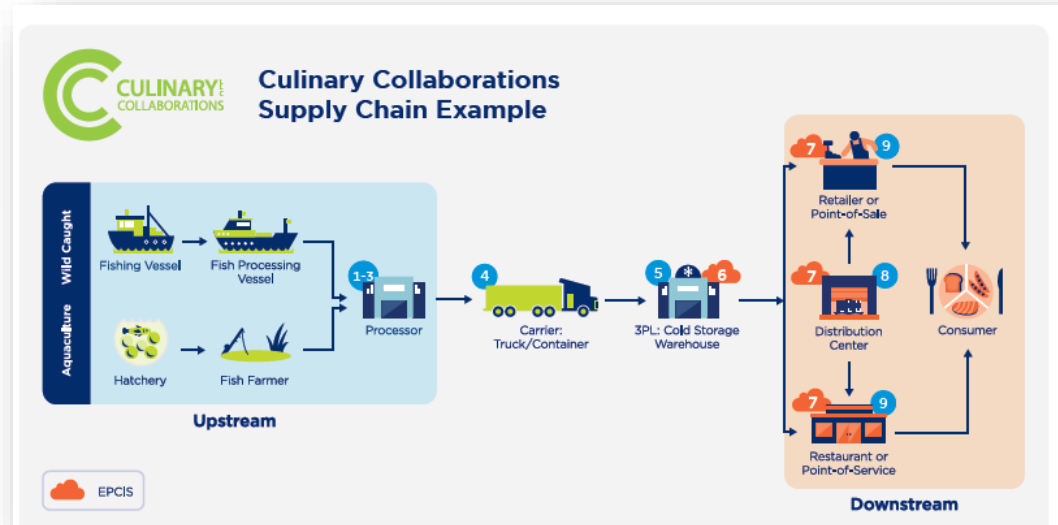 CULINARY LLC
COLLABORATIONS
Culinary Collaborations
Supply Chain Example
Wild Caught
Fishing Vessel
Fish Processing
Vessel
Aquaculture
Hatchery
Fish Farmer
1-3
Processor
Upstream
4
Carrier:
Truck/Container
5
6
3PL: Cold Storage
Warehouse
7
9
Retailer or
Point-of-Sale
7
8
Distribution
Center
7
9
Restaurant or
Point-of-Service
Consumer
Downstream
EPCIS